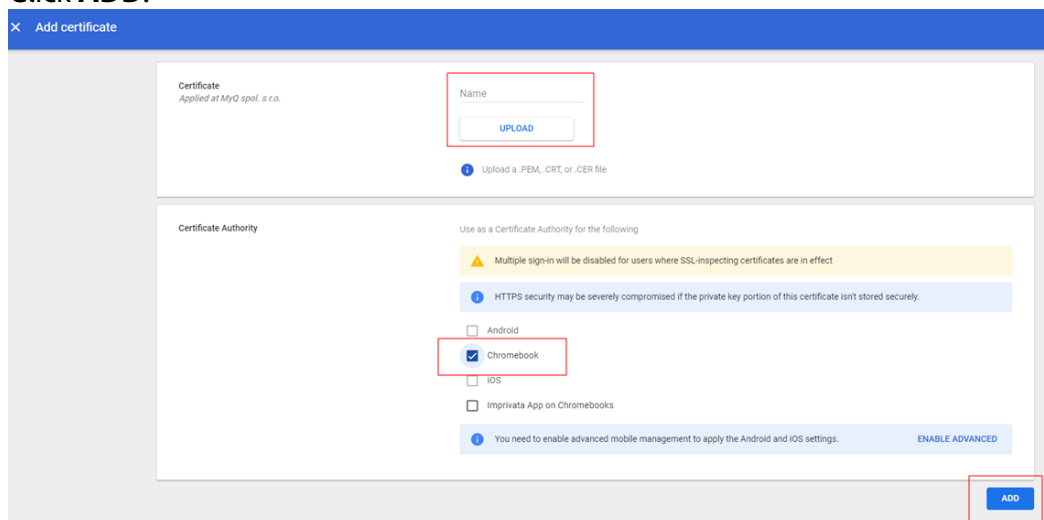 Click ADD.
× Add certificate
Certificate
Applied at MyQ spol. s r.o.
Name
UPLOAD
Upload a .PEM, .CRT, or .CER file
Certificate Authority
Use as a Certificate Authority for the following
Multiple sign-in will be disabled for users where SSL-inspecting certificates are in effect
HTTPS security may be severely compromised if the private key portion of this certificate isn't stored securely.
Android
Chromebook
iOS
Imprivata App on Chromebooks
You need to enable advanced mobile management to apply the Android and iOS settings. ENABLE ADVANCED
ADD